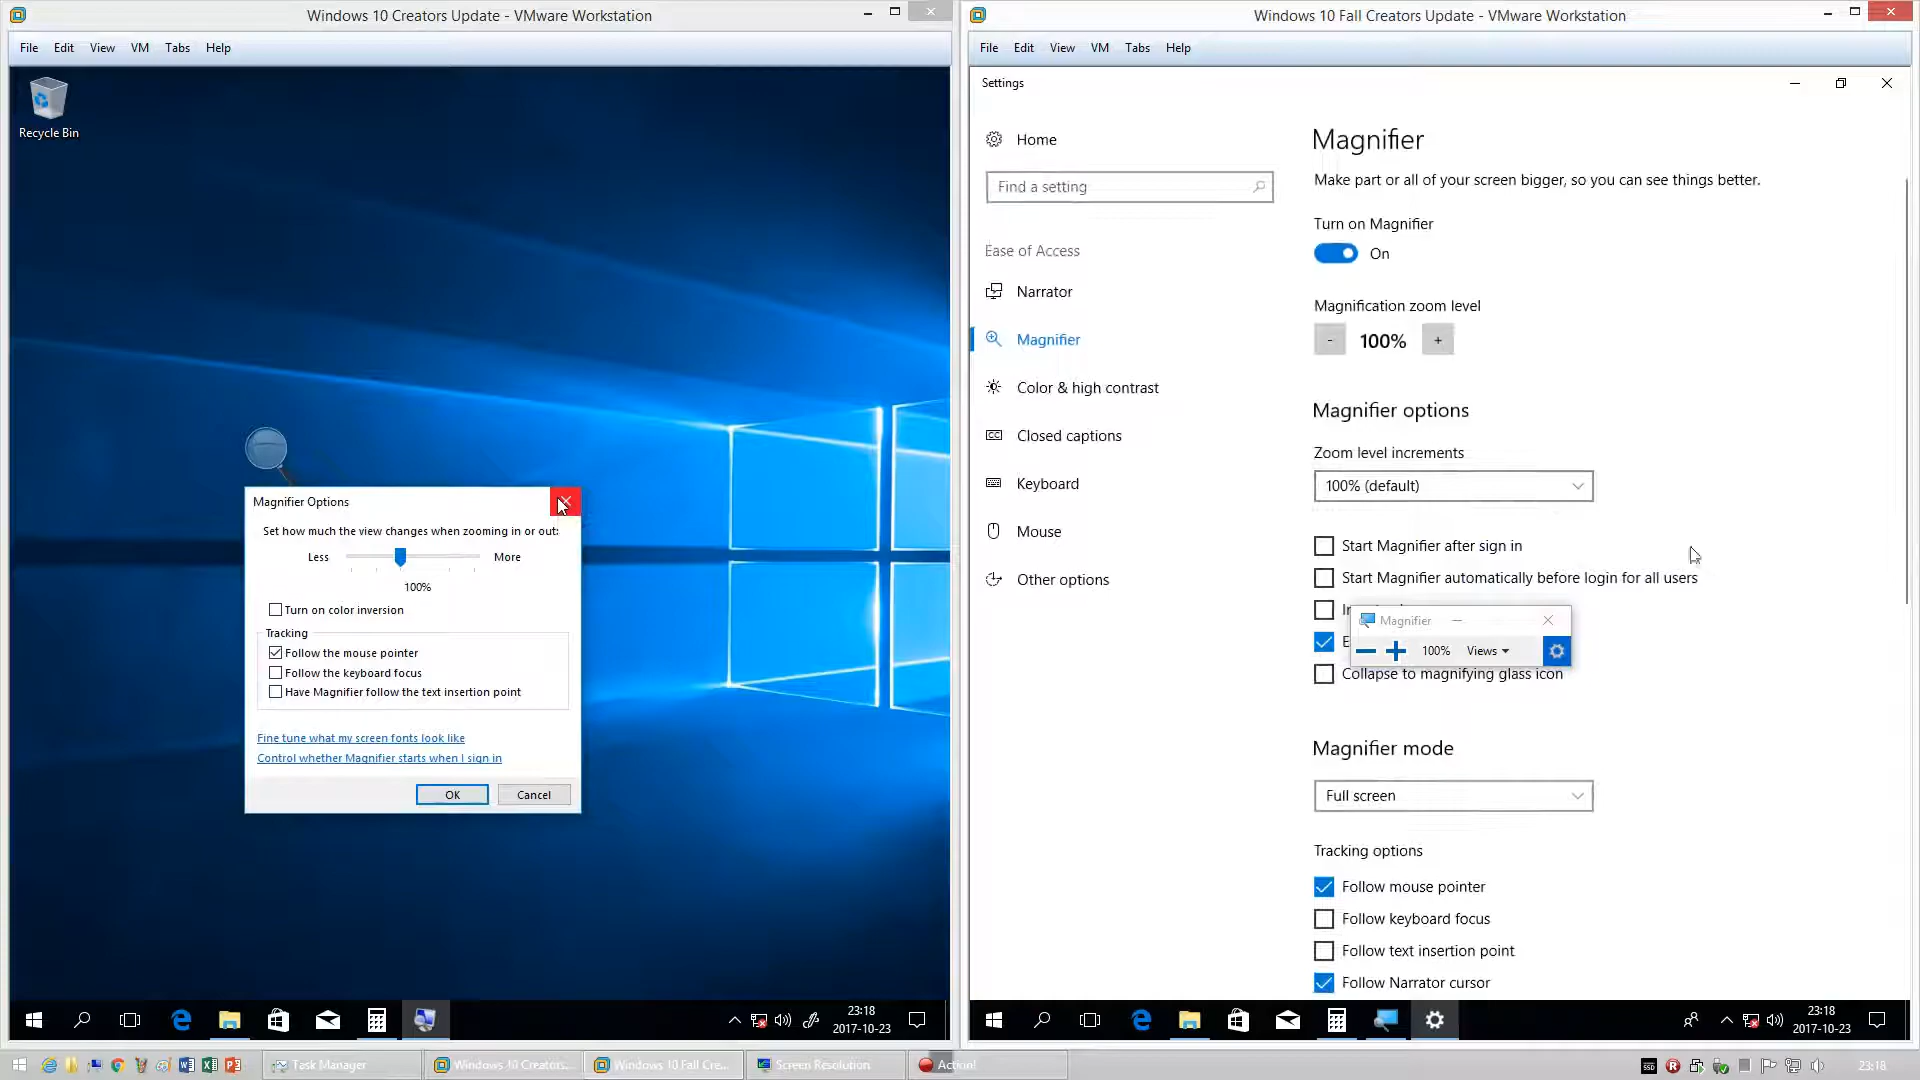 Windows 10 Creators Update - VMware Workstation
File Edit View VM Tabs Help
Recycle Bin
Magnifier Options
Set how much the view changes when zooming in or out:
Less More
100%
Turn on color inversion
Tracking
Follow the mouse pointer
Follow the keyboard focus
Have Magnifier follow the text insertion point
Fine tune what my screen fonts look like
Control whether Magnifier starts when I sign in
OK Cancel
23:18
2017-10-23
Windows 10 Fall Creators Update - VMware Workstation
File Edit View VM Tabs Help
Settings
Home
Find a setting
Ease of Access
Narrator
Magnifier
Color & high contrast
Closed captions
Keyboard
Mouse
Other options
Magnifier
Make part or all of your screen bigger, so you can see things better.
Turn on Magnifier
On
Magnification zoom level
- 100% +
Magnifier options
Zoom level increments
100% (default)
Start Magnifier after sign in
Start Magnifier automatically before login for all users
Magnifier
100% Views
Collapse to magnifying glass icon
Magnifier mode
Full screen
Tracking options
Follow mouse pointer
Follow keyboard focus
Follow text insertion point
Follow Narrator cursor
23:18
2017-10-23
Task Manager
Windows 10 Creators...
Windows 10 Fall Cre...
Screen Resolution
Action!
23:18